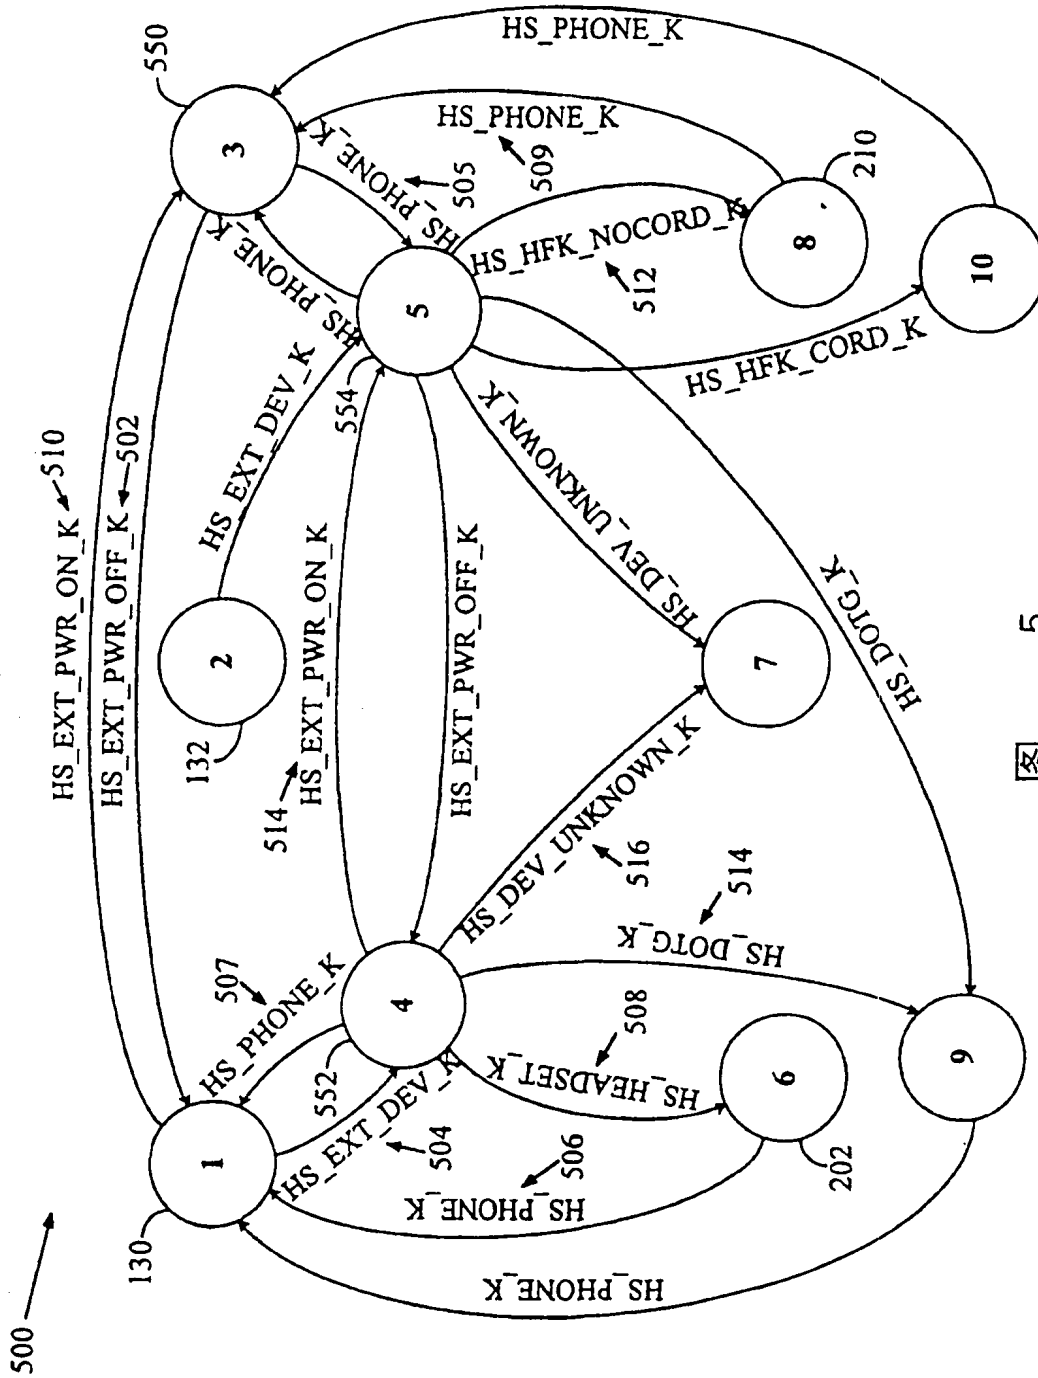 500
HS_EXT_PWR_ON_K
510
HS_EXT_PWR_OFF_K
502
130
1
132
2
550
3
HS_PHONE_K
507
HS_EXT_DEV_K
HS_PHONE_K
HS_PHONE_K
505
HS_PHONE_K
509
HS_PHONE_K
552
4
514
HS_EXT_PWR_ON_K
554
5
HS_EXT_DEV_K
504
HS_EXT_PWR_OFF_K
HS_HFK_NOCORD_K
512
HS_PHONE_K
506
HS_HEADSET_K
508
HS_DEV_UNKNOWN_K
516
HS_DEV_UNKNOWN_K
8
210
HS_PHONE_K
202
6
HS_DOTG_K
514
7
HS_DOTG_K
HS_HFK_CORD_K
10
9
图 5